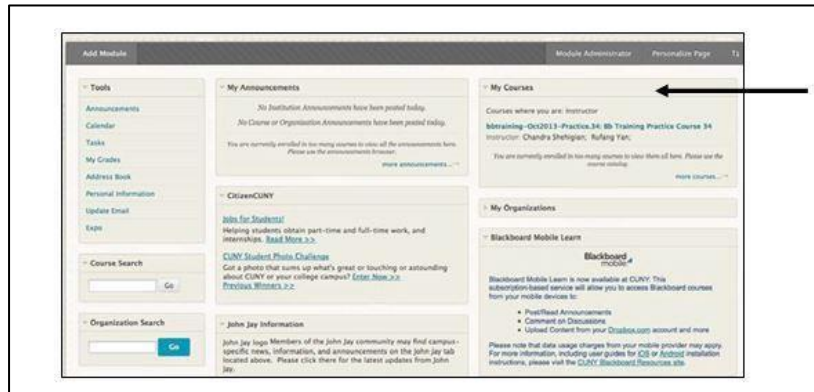 Add Module
Module Administrator
Personalize Page
Tools
Announcements
Calendar
Tasks
My Grades
Address Book
Personal Information
Update Email
Expo
Course Search
Go
Organization Search
Go
My Announcements
No Institution Announcements have been posted today.
No Course or Organization Announcements have been posted today.
You are currently enrolled in too many courses to view all the announcements here.
Please use the announcements browser.
more announcements...
CitizenCUNY
Jobs for Students!
Helping students obtain part-time and full-time work, and
internships. Read More >>
CUNY Student Photo Challenge
Got a photo that sums up what's great or touching or astounding
about CUNY or your college campus? Enter Now >>
Previous Winners >>
John Jay Information
John Jay logo Members of the John Jay community may find campus-
specific news, information, and announcements on the John Jay tab
located above. Please click there for the latest updates from John
Jay.
My Courses
Courses where you are: Instructor
bbtraining-Oct2013-Practice.34: Bb Training Practice Course 34
Instructor: Chandra Shehigian; Rufang Yan;
You are currently enrolled in too many courses to view them all here. Please use the
course catalog.
more courses...
My Organizations
Blackboard Mobile Learn
Blackboard
mobile
Blackboard Mobile Learn is now available at CUNY. This
subscription-based service will allow you to access Blackboard courses
from your mobile devices to:
• Post/Read Announcements
• Comment on Discussions
• Upload Content from your Dropbox.com account and more
Please note that data usage charges from your mobile provider may apply.
For more information, including user guides for iOS or Android installation
instructions, please visit the CUNY Blackboard Resources site.